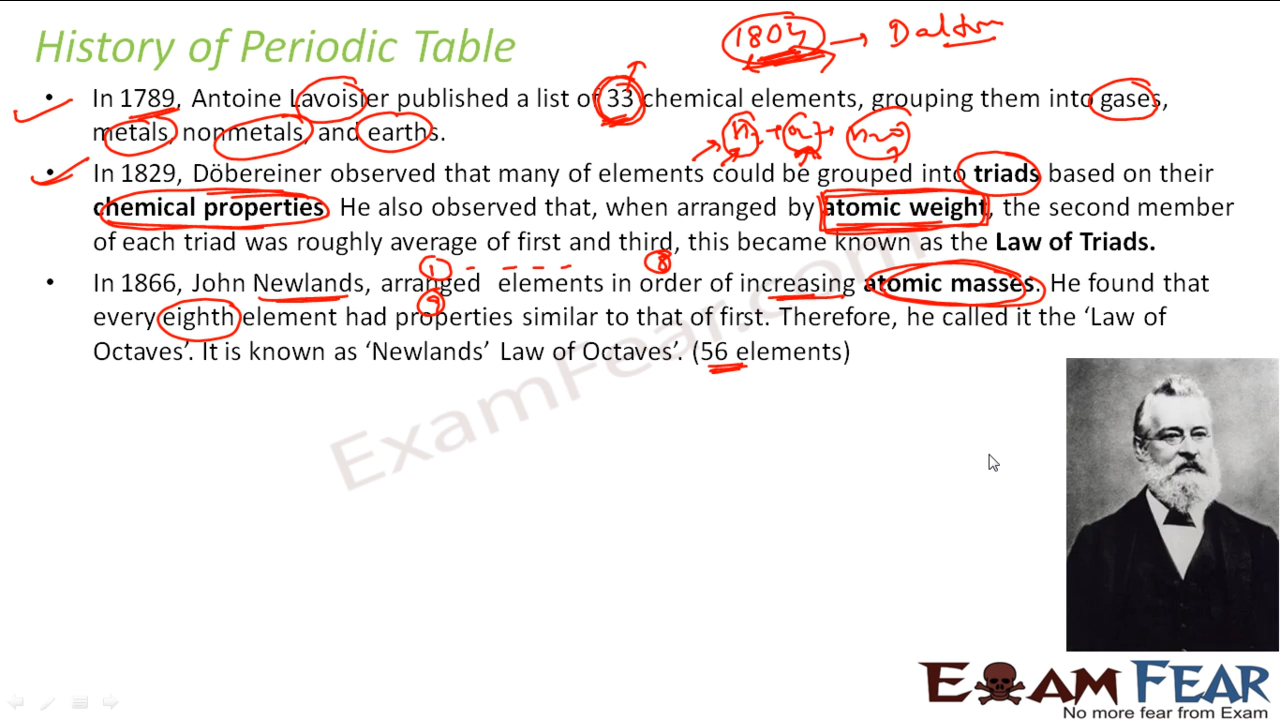 History of Periodic Table
1804 → Dalton
• In 1789, Antoine Lavoisier published a list of 33 chemical elements, grouping them into gases,
metals, nonmetals, and earths.
• In 1829, Döbereiner observed that many of elements could be grouped into triads based on their
chemical properties. He also observed that, when arranged by atomic weight, the second member
of each triad was roughly average of first and third, this became known as the Law of Triads.
1 - - - - 8
• In 1866, John Newlands, arranged elements in order of increasing atomic masses. He found that
9
every eighth element had properties similar to that of first. Therefore, he called it the ‘Law of
Octaves’. It is known as ‘Newlands’ Law of Octaves’. (56 elements)
ExamFear.com
EXAM FEAR
No more fear from Exam